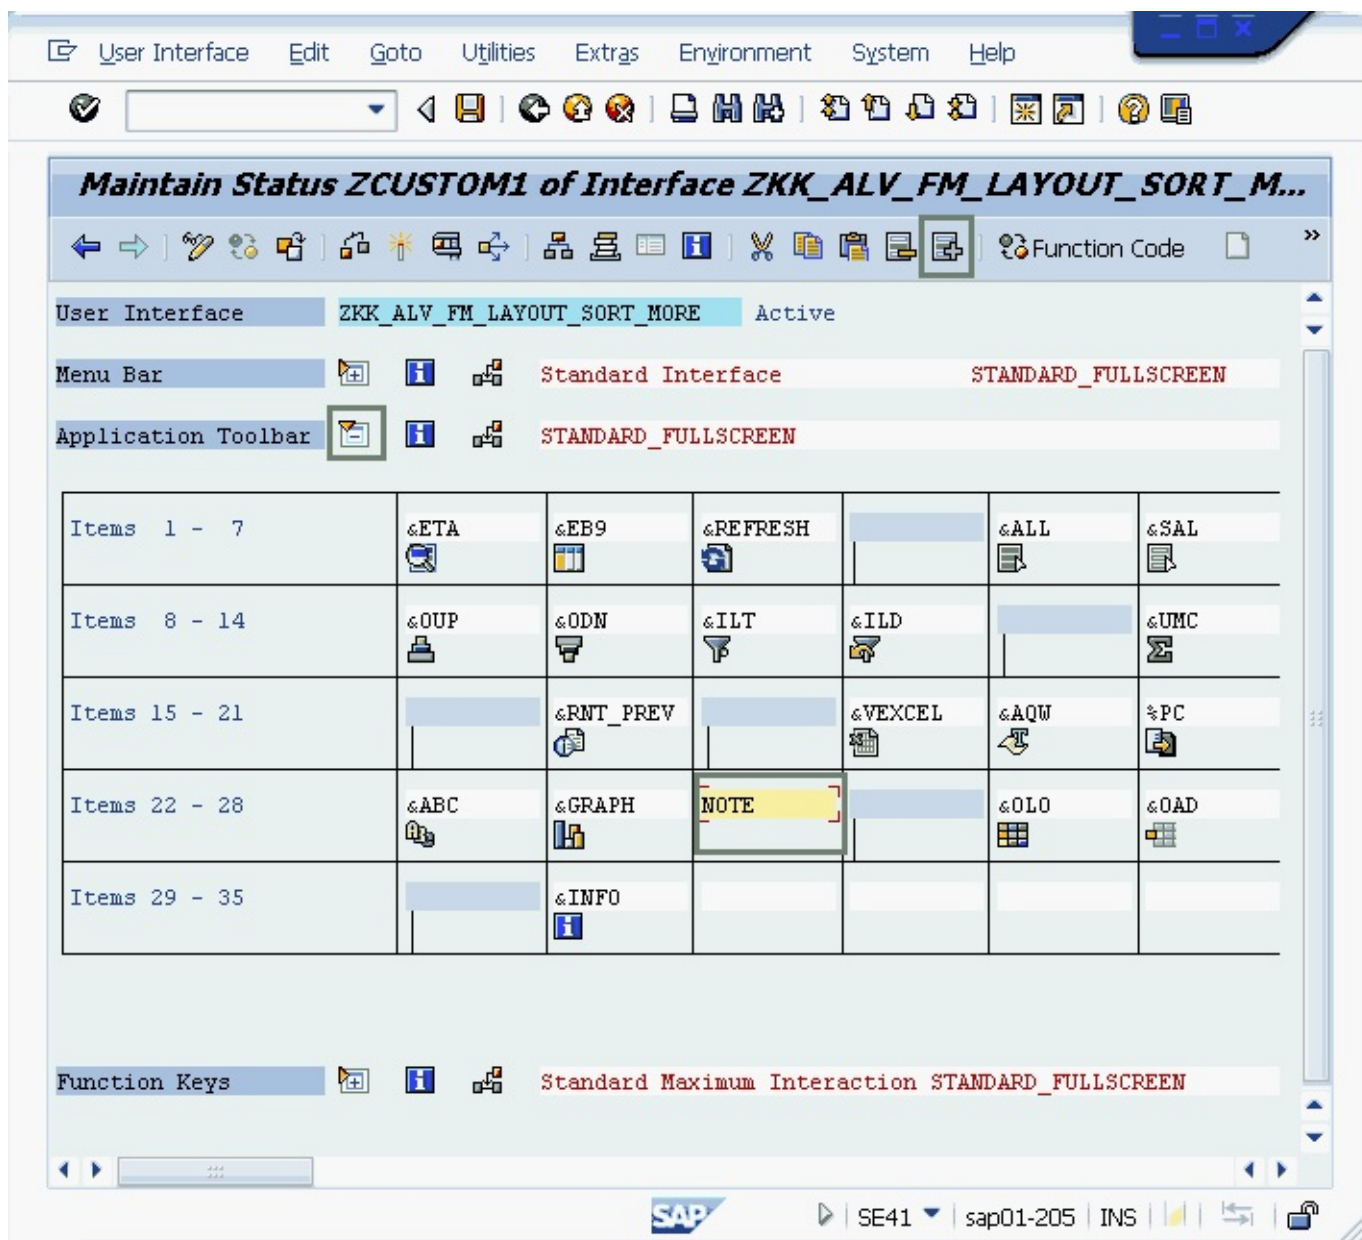 User Interface Edit Goto Utilities Extras Environment System Help
Maintain Status ZCUSTOM1 of Interface ZKK_ALV_FM_LAYOUT_SORT_M...
Function Code »
User Interface ZKK_ALV_FM_LAYOUT_SORT_MORE Active
Menu Bar Standard Interface STANDARD_FULLSCREEN
Application Toolbar STANDARD_FULLSCREEN
Items 1 - 7 &ETA &EB9 &REFRESH &ALL &SAL
Items 8 - 14 &OUP &ODN &ILT &ILD &UMC
Items 15 - 21 &RNT_PREV &VEXCEL &AQW %PC
Items 22 - 28 &ABC &GRAPH NOTE &OLO &OAD
Items 29 - 35 &INFO
Function Keys Standard Maximum Interaction STANDARD_FULLSCREEN
SAP SE41 sap01-205 INS